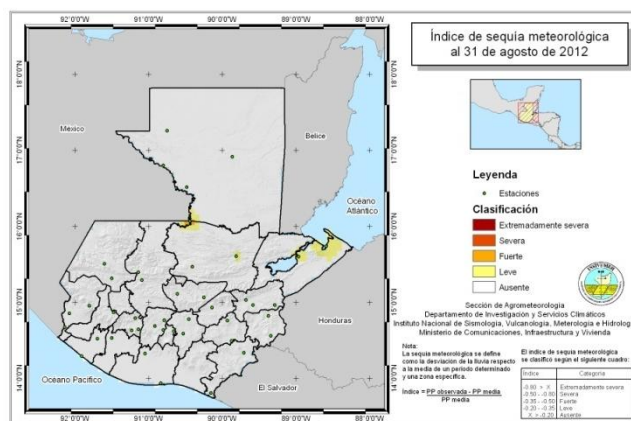 Índice de sequía meteorológica
al 31 de agosto de 2012
México
Belice
Océano
Atlántico
Honduras
El Salvador
Océano Pacífico
18°0'0"N
17°0'0"N
16°0'0"N
15°0'0"N
14°0'0"N
92°0'0"W
91°0'0"W
90°0'0"W
89°0'0"W
88°0'0"W
Leyenda
Estaciones
Clasificación
Extremadamente severa
Severa
Fuerte
Leve
Ausente
Sección de Agrometeorología
Departamento de Investigación y Servicios Climáticos
Instituto Nacional de Sismología, Vulcanología, Meterología e Hidrolog
Ministerio de Comunicaciones, Infraestructura y Vivienda
Nota:
La sequía meteorológica se define
como la desviación de la lluvia respecto
a la media de un período determinado
y una zona específica.
Índice = PP observada - PP media
PP media
El índice de sequía meteorológica
se clasificó según el siguiente cuadro:
Índice Categoría
Extremadamente severa
Severa
Fuerte
Leve
Ausente